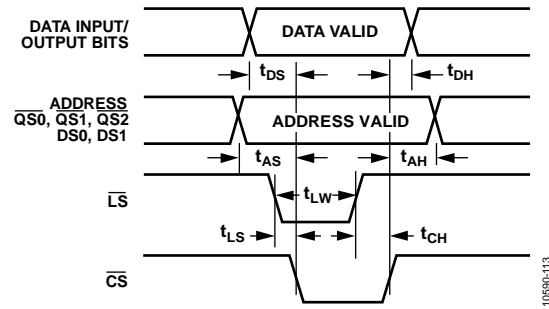 DATA INPUT/
OUTPUT BITS
DATA VALID
tDS
tDH
ADDRESS
QS0, QS1, QS2
DS0, DS1
ADDRESS VALID
tAS
tAH
LS
tLW
tLS
tCH
CS
10590-113